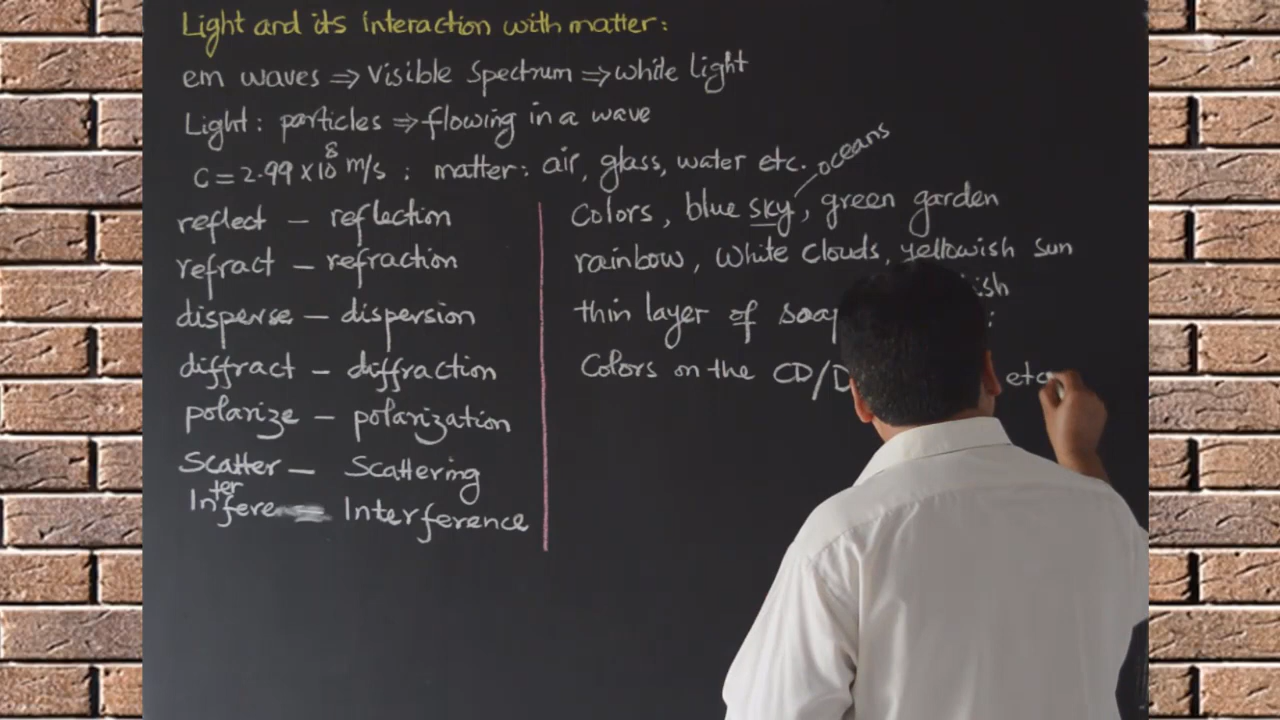 Light and its interaction with matter:
em waves ⇒ Visible Spectrum ⇒ white light
Light: particles ⇒ flowing in a wave
C = 2.99 × 10⁸ m/s ; matter: air, glass, water etc.
reflect – reflection
refract – refraction
disperse – dispersion
diffract – diffraction
polarize – polarization
Scatter – Scattering
Interfere – Interference
oceans
Colors, blue sky, green garden
rainbow, White Clouds, yellowish sun
ish
thin layer of soap :
Colors on the CD/D etc